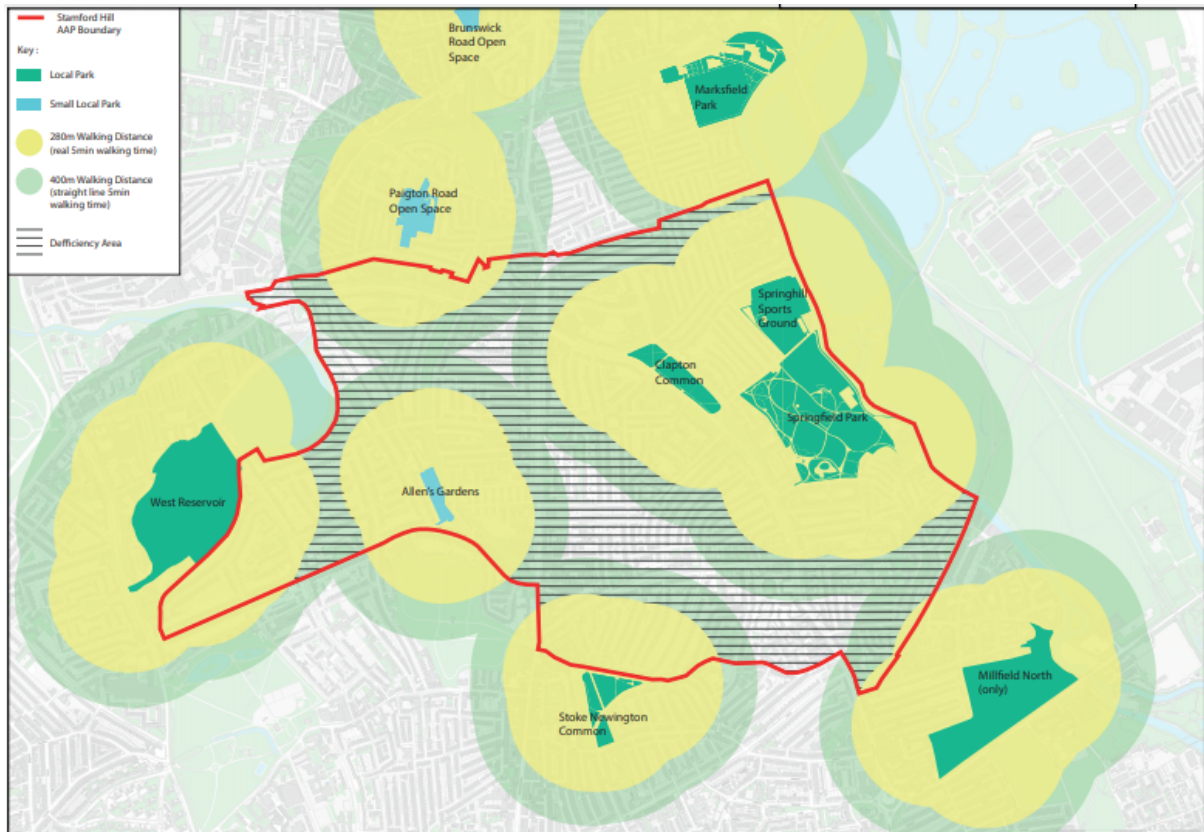 Stamford Hill
AAP Boundary
Key :
Local Park
Small Local Park
280m Walking Distance
(real 5min walking time)
400m Walking Distance
(straight line 5min
walking time)
Defficiency Area
Brunswick
Road Open
Space
Marksfield
Park
Paigton Road
Open Space
Springhill
Sports
Ground
Clapton
Common
Springfield Park
Allen's Gardens
West Reservoir
Millfield North
(only)
Stoke Newington
Common